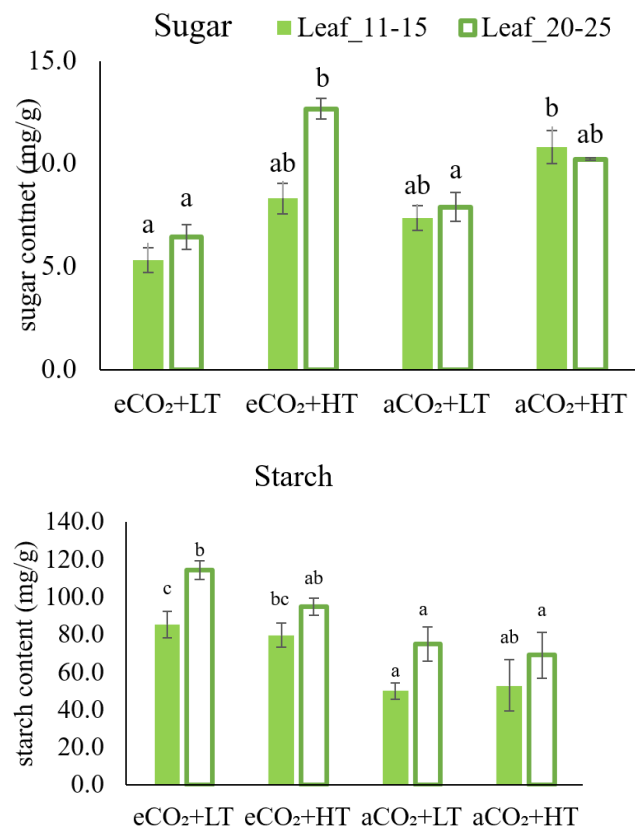 Sugar Leaf_11-15 Leaf_20-25
sugar contnet (mg/g)
15.0
10.0
5.0
0.0
a a ab b ab a b ab
eCO₂+LT eCO₂+HT aCO₂+LT aCO₂+HT
Starch
starch content (mg/g)
140.0
120.0
100.0
80.0
60.0
40.0
20.0
0.0
c b bc ab a a ab a
eCO₂+LT eCO₂+HT aCO₂+LT aCO₂+HT